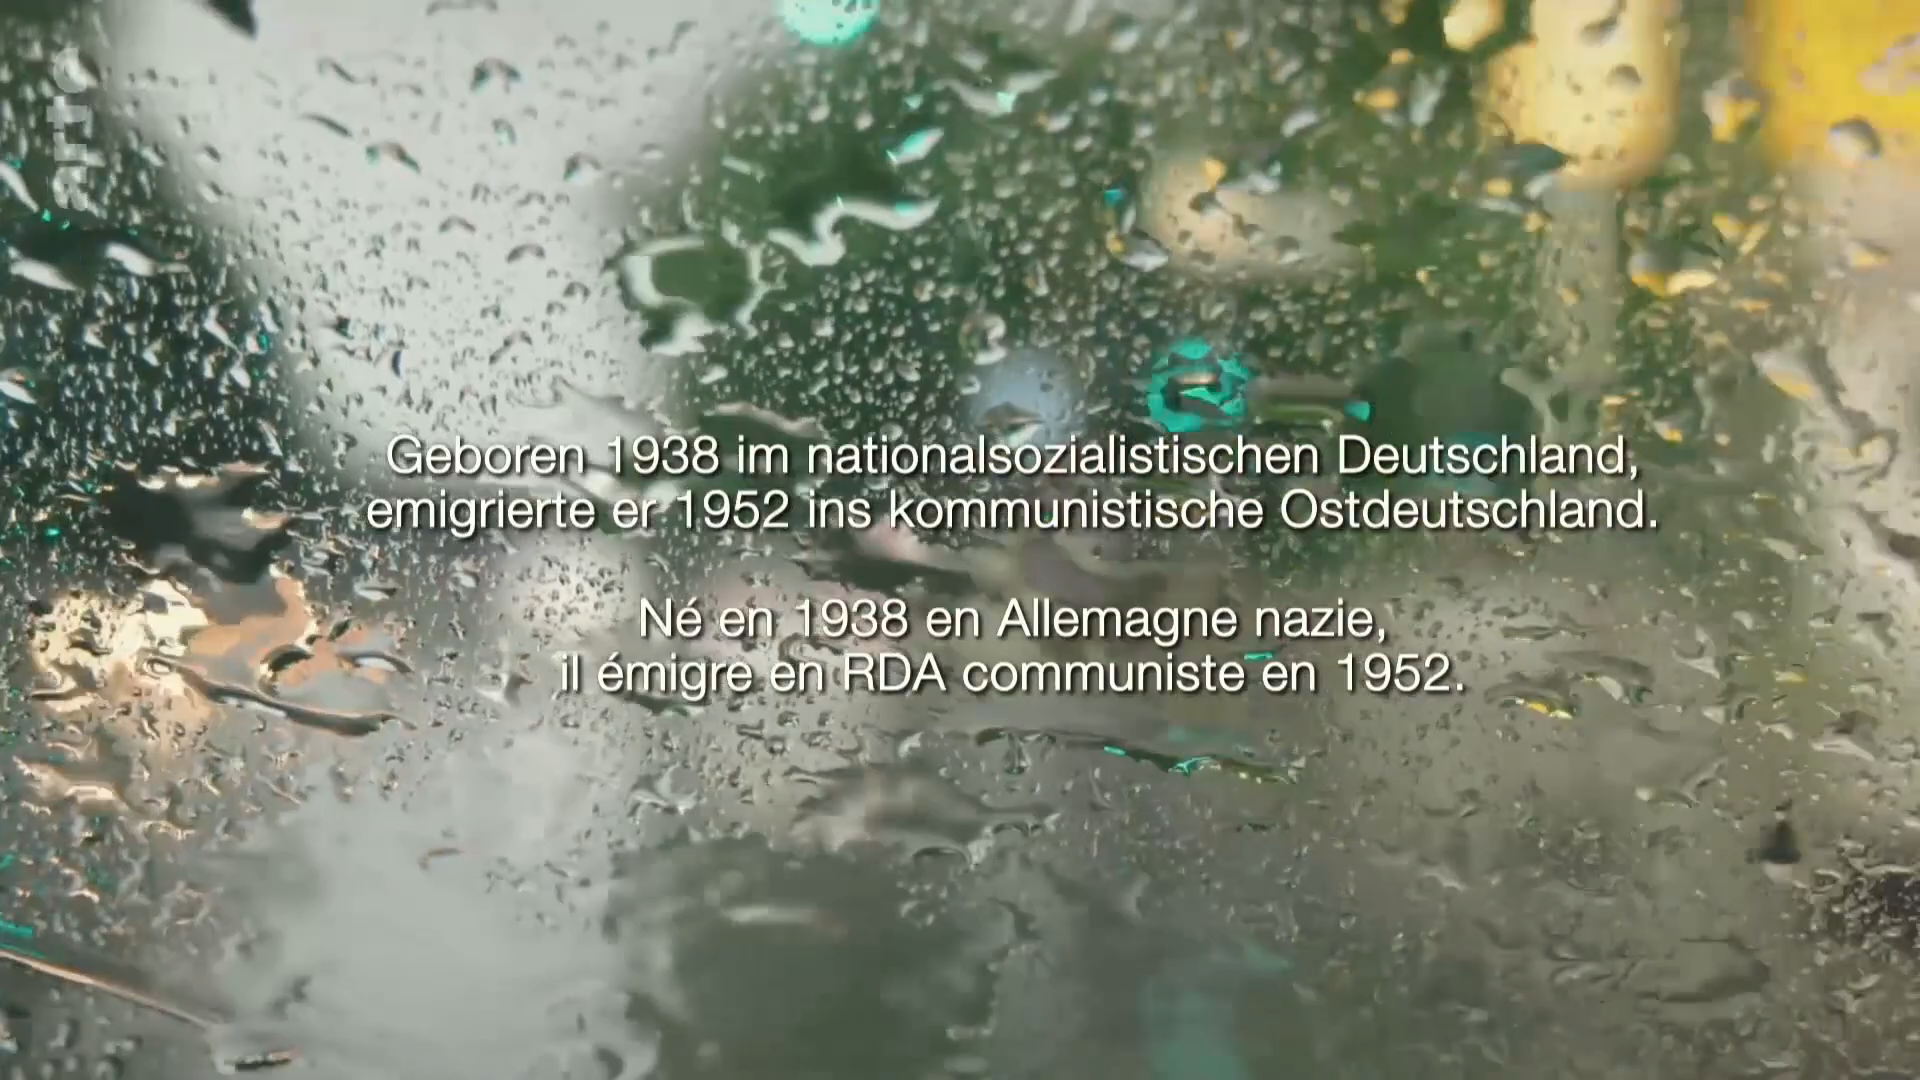 arte
Geboren 1938 im nationalsozialistischen Deutschland,
emigrierte er 1952 ins kommunistische Ostdeutschland.
Né en 1938 en Allemagne nazie,
il émigre en RDA communiste en 1952.